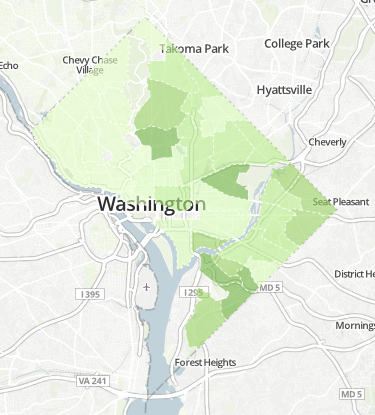 Takoma Park
College Park
Chevy Chase
Village
Echo
Hyattsville
Cheverly
Washington
Seat Pleasant
District He
I 395
I 295
MD 5
Mornings
Forest Heights
VA 241
MD 5